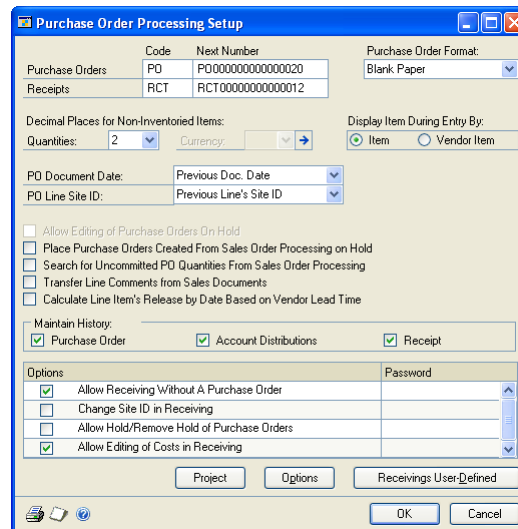 Purchase Order Processing Setup
Code Next Number Purchase Order Format:
Purchase Orders PO PO00000000000020 Blank Paper
Receipts RCT RCT0000000000012
Decimal Places for Non-Inventoried Items: Display Item During Entry By:
Quantities: 2 Currency: Item Vendor Item
PO Document Date: Previous Doc. Date
PO Line Site ID: Previous Line's Site ID
Allow Editing of Purchase Orders On Hold
Place Purchase Orders Created From Sales Order Processing on Hold
Search for Uncommitted PO Quantities From Sales Order Processing
Transfer Line Comments from Sales Documents
Calculate Line Item's Release by Date Based on Vendor Lead Time
Maintain History:
Purchase Order Account Distributions Receipt
Options Password
Allow Receiving Without A Purchase Order
Change Site ID in Receiving
Allow Hold/Remove Hold of Purchase Orders
Allow Editing of Costs in Receiving
Project Options Receivings User-Defined
OK Cancel